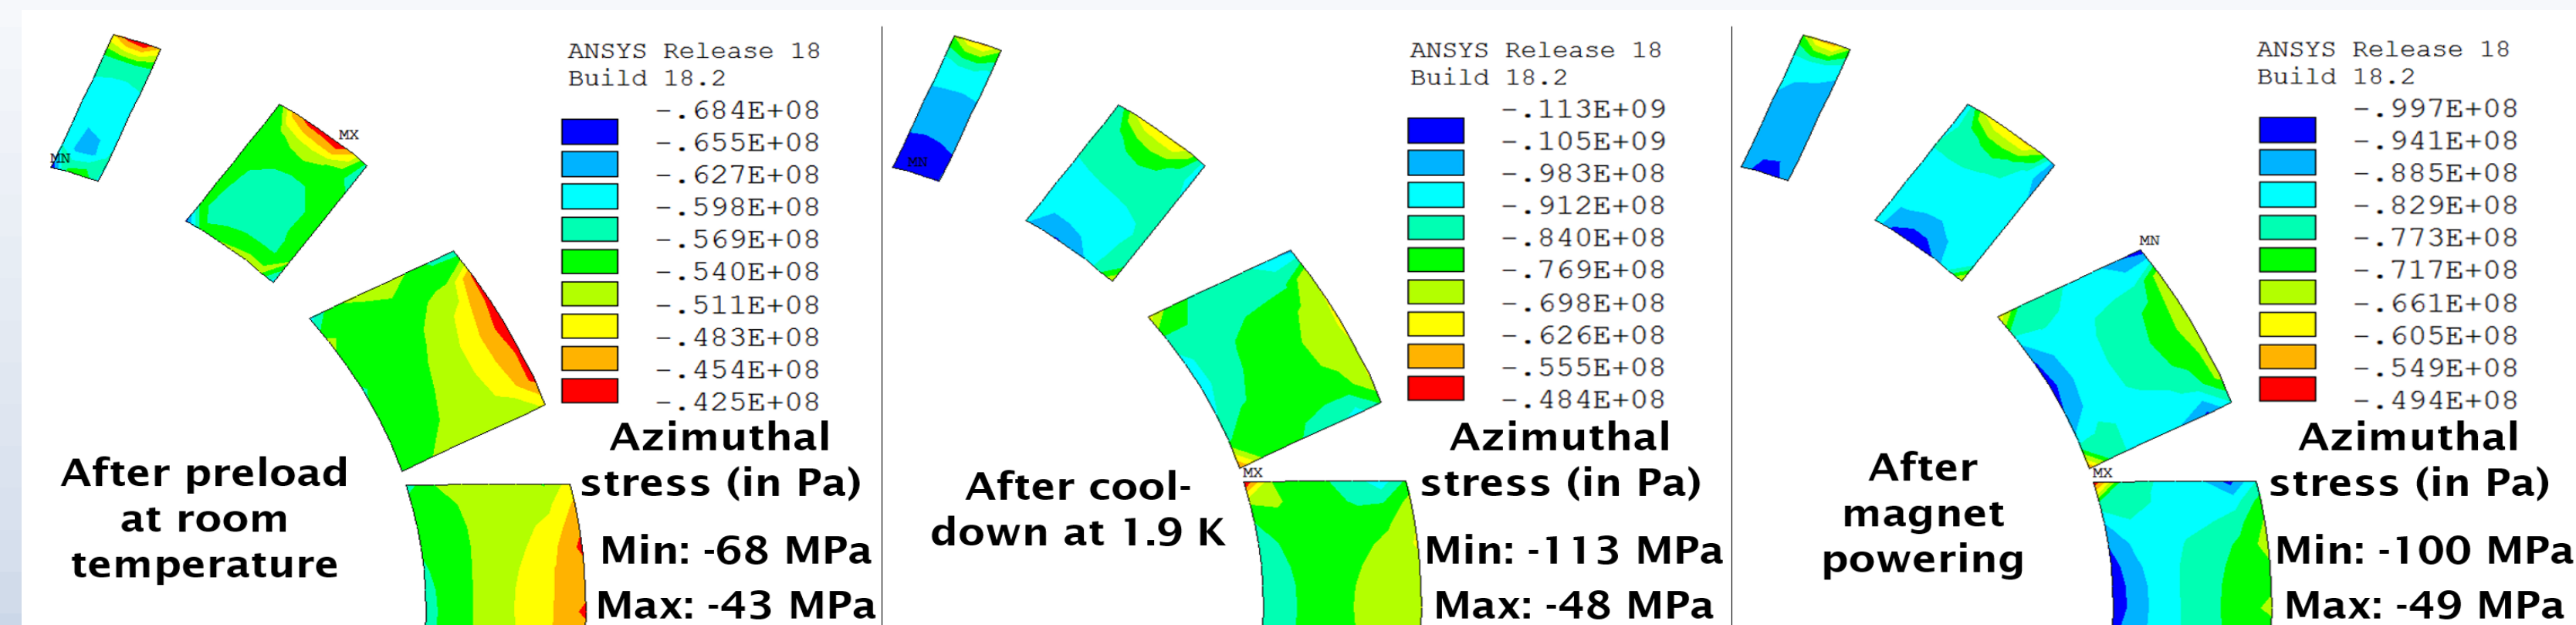 ANSYS Release 18
Build 18.2
-.684E+08
-.655E+08
-.627E+08
-.598E+08
-.569E+08
-.540E+08
-.511E+08
-.483E+08
-.454E+08
-.425E+08
MX
MN
After preload
at room
temperature
Azimuthal
stress (in Pa)
Min: -68 MPa
Max: -43 MPa
ANSYS Release 18
Build 18.2
-.113E+09
-.105E+09
-.983E+08
-.912E+08
-.840E+08
-.769E+08
-.698E+08
-.626E+08
-.555E+08
-.484E+08
MN
MX
After cool-
down at 1.9 K
Azimuthal
stress (in Pa)
Min: -113 MPa
Max: -48 MPa
ANSYS Release 18
Build 18.2
-.997E+08
-.941E+08
-.885E+08
-.829E+08
-.773E+08
-.717E+08
-.661E+08
-.605E+08
-.549E+08
-.494E+08
MN
MX
After
magnet
powering
Azimuthal
stress (in Pa)
Min: -100 MPa
Max: -49 MPa